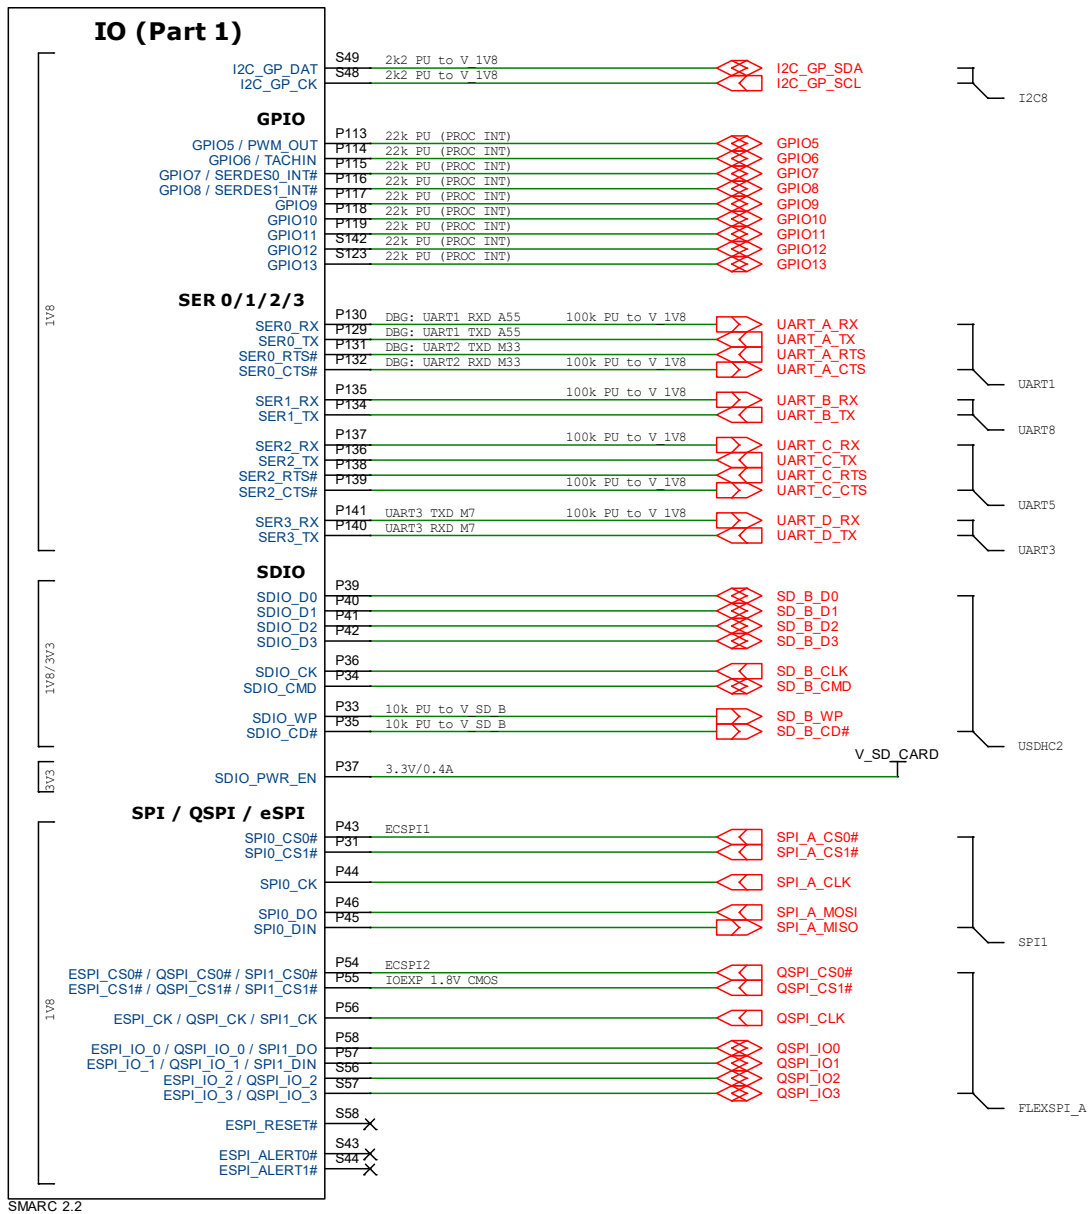 IO (Part 1)
I2C_GP_DAT S49 2k2 PU to V_1V8 I2C_GP_SDA
I2C_GP_CK S48 2k2 PU to V_1V8 I2C_GP_SCL
I2C8
GPIO
GPIO5 / PWM_OUT P113 22k PU (PROC INT) GPIO5
GPIO6 / TACHIN P114 22k PU (PROC INT) GPIO6
GPIO7 / SERDES0_INT# P115 22k PU (PROC INT) GPIO7
GPIO8 / SERDES1_INT# P116 22k PU (PROC INT) GPIO8
GPIO9 P117 22k PU (PROC INT) GPIO9
GPIO10 P118 22k PU (PROC INT) GPIO10
GPIO11 P119 22k PU (PROC INT) GPIO11
GPIO12 S142 22k PU (PROC INT) GPIO12
GPIO13 S123 22k PU (PROC INT) GPIO13
1V8
SER 0/1/2/3
SER0_RX P130 DBG: UART1 RXD A55 100k PU to V_1V8 UART_A_RX
SER0_TX P129 DBG: UART1 TXD A55 UART_A_TX
SER0_RTS# P131 DBG: UART2 TXD M33 UART_A_RTS
SER0_CTS# P132 DBG: UART2 RXD M33 100k PU to V_1V8 UART_A_CTS
UART1
SER1_RX P135 100k PU to V_1V8 UART_B_RX
SER1_TX P134 UART_B_TX
UART8
SER2_RX P137 100k PU to V_1V8 UART_C_RX
SER2_TX P136 UART_C_TX
SER2_RTS# P138 UART_C_RTS
SER2_CTS# P139 100k PU to V_1V8 UART_C_CTS
UART5
SER3_RX P141 UART3 TXD M7 100k PU to V_1V8 UART_D_RX
SER3_TX P140 UART3 RXD M7 UART_D_TX
UART3
SDIO
SDIO_D0 P39 SD_B_D0
SDIO_D1 P40 SD_B_D1
SDIO_D2 P41 SD_B_D2
SDIO_D3 P42 SD_B_D3
1V8/3V3
SDIO_CK P36 SD_B_CLK
SDIO_CMD P34 SD_B_CMD
SDIO_WP P33 10k PU to V_SD_B SD_B_WP
SDIO_CD# P35 10k PU to V_SD_B SD_B_CD#
USDHC2
V_SD_CARD
3V3
SDIO_PWR_EN P37 3.3V/0.4A
SPI / QSPI / eSPI
SPI0_CS0# P43 ECSPI1 SPI_A_CS0#
SPI0_CS1# P31 SPI_A_CS1#
SPI0_CK P44 SPI_A_CLK
SPI0_DO P46 SPI_A_MOSI
SPI0_DIN P45 SPI_A_MISO
SPI1
ESPI_CS0# / QSPI_CS0# / SPI1_CS0# P54 ECSPI2 QSPI_CS0#
ESPI_CS1# / QSPI_CS1# / SPI1_CS1# P55 IOEXP 1.8V CMOS QSPI_CS1#
1V8
ESPI_CK / QSPI_CK / SPI1_CK P56 QSPI_CLK
ESPI_IO_0 / QSPI_IO_0 / SPI1_DO P58 QSPI_IO0
ESPI_IO_1 / QSPI_IO_1 / SPI1_DIN P57 QSPI_IO1
ESPI_IO_2 / QSPI_IO_2 S56 QSPI_IO2
ESPI_IO_3 / QSPI_IO_3 S57 QSPI_IO3
FLEXSPI_A
ESPI_RESET# S58
ESPI_ALERT0# S43
ESPI_ALERT1# S44
SMARC 2.2